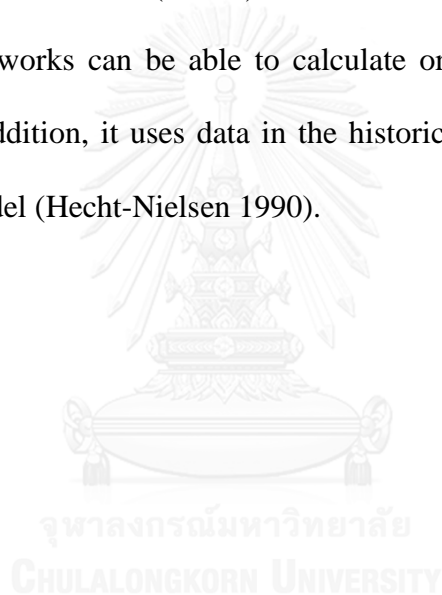 works can be able to calculate or
ddition, it uses data in the historic
del (Hecht-Nielsen 1990).
จุฬาลงกรณ์มหาวิทยาลัย
CHULALONGKORN UNIVERSITY